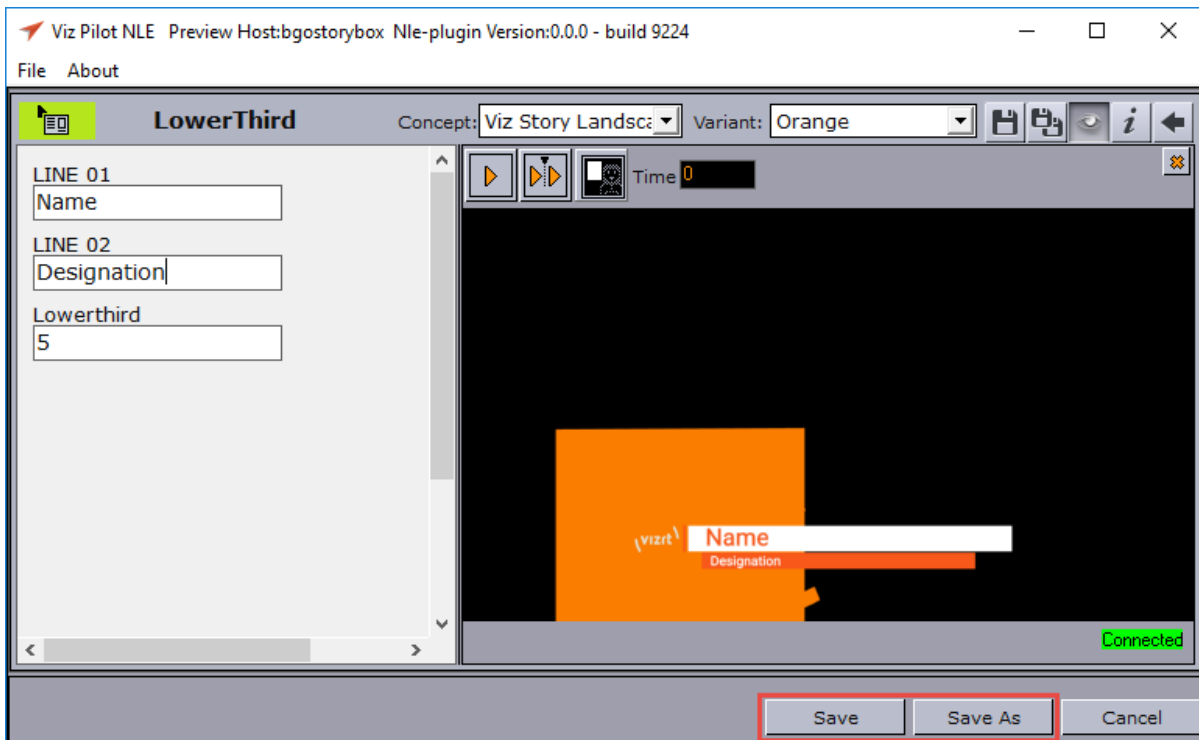 Viz Pilot NLE Preview Host:bgostorybox Nle-plugin Version:0.0.0 - build 9224
File About
LowerThird Concept: Viz Story Landsca Variant: Orange
LINE 01
Name
LINE 02
Designation
Lowerthird
5
Time 0
vizrt Name
Designation
Connected
Save Save As Cancel